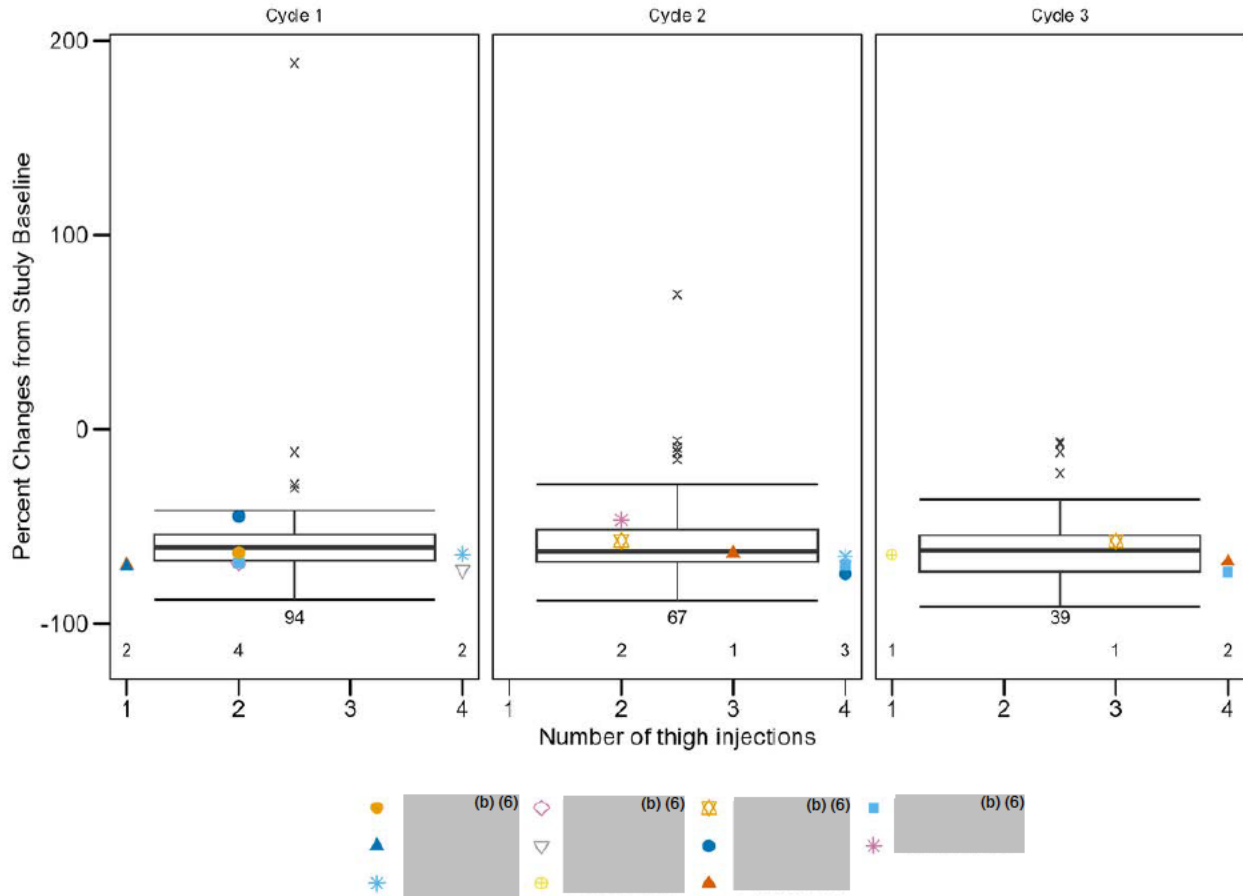 Cycle 1 Cycle 2 Cycle 3
200
100
0
-100
Percent Changes from Study Baseline
94 67 39
2 4 2 2 1 3 1 1 2
1 2 3 4 1 2 3 4 1 2 3 4
Number of thigh injections
(b) (6) (b) (6) (b) (6) (b) (6)